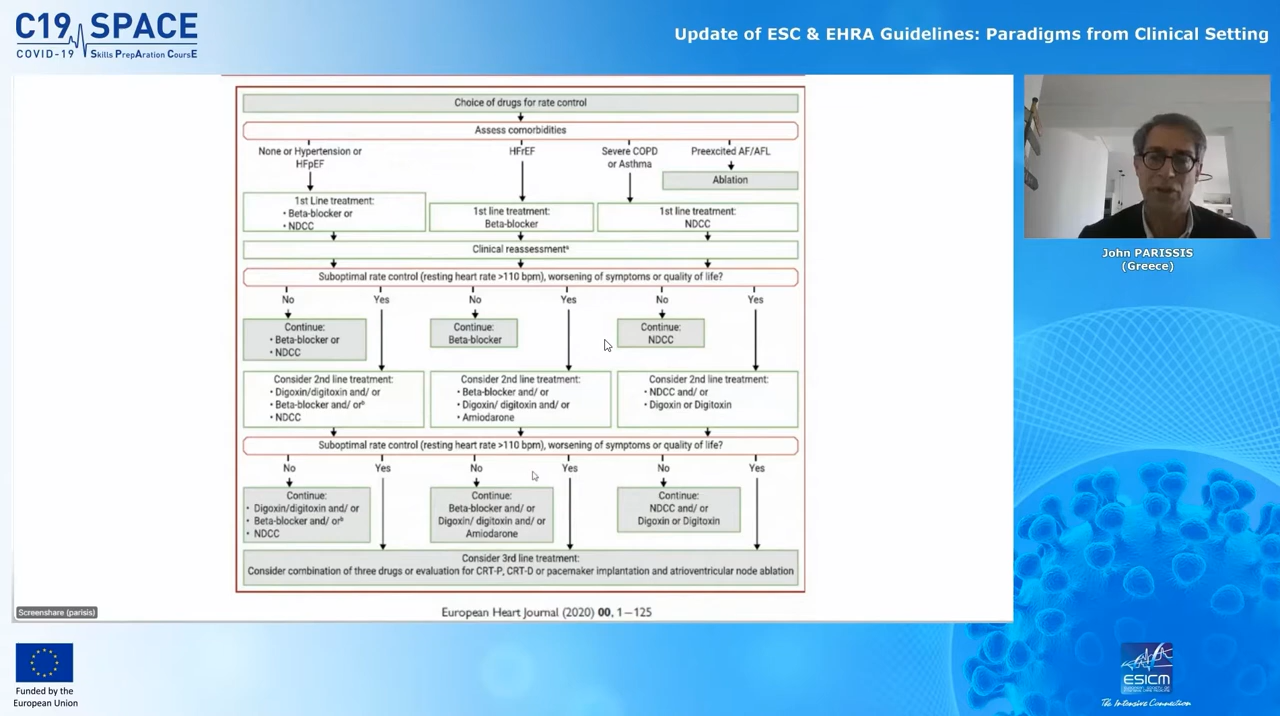 C19 SPACE
COVID-19 Skills PrepAration CoursE
Update of ESC & EHRA Guidelines: Paradigms from Clinical Setting
Choice of drugs for rate control
Assess comorbidities
None or Hypertension or
HFpEF
HFrEF
Severe COPD
or Asthma
Preexcited AF/AFL
Ablation
1st Line treatment:
• Beta-blocker or
• NDCC
1st line treatment:
Beta-blocker
1st line treatment:
NDCC
Clinical reassessmentᵃ
Suboptimal rate control (resting heart rate >110 bpm), worsening of symptoms or quality of life?
No
Yes
No
Yes
No
Yes
Continue:
• Beta-blocker or
• NDCC
Continue:
Beta-blocker
Continue:
NDCC
Consider 2nd line treatment:
• Digoxin/digitoxin and/ or
• Beta-blocker and/ orᵇ
• NDCC
Consider 2nd line treatment:
• Beta-blocker and/ or
• Digoxin/ digitoxin and/ or
• Amiodarone
Consider 2nd line treatment:
• NDCC and/ or
• Digoxin or Digitoxin
Suboptimal rate control (resting heart rate >110 bpm), worsening of symptoms or quality of life?
No
Yes
No
Yes
No
Yes
Continue:
• Digoxin/digitoxin and/ or
• Beta-blocker and/ orᵇ
• NDCC
Continue:
Beta-blocker and/ or
Digoxin/ digitoxin and/ or
Amiodarone
Continue:
NDCC and/ or
Digoxin or Digitoxin
Consider 3rd line treatment:
Consider combination of three drugs or evaluation for CRT-P, CRT-D or pacemaker implantation and atrioventricular node ablation
European Heart Journal (2020) 00, 1–125
Screenshare (parisis)
John PARISSIS
(Greece)
Funded by the
European Union
ESICM
The Intensive Connection